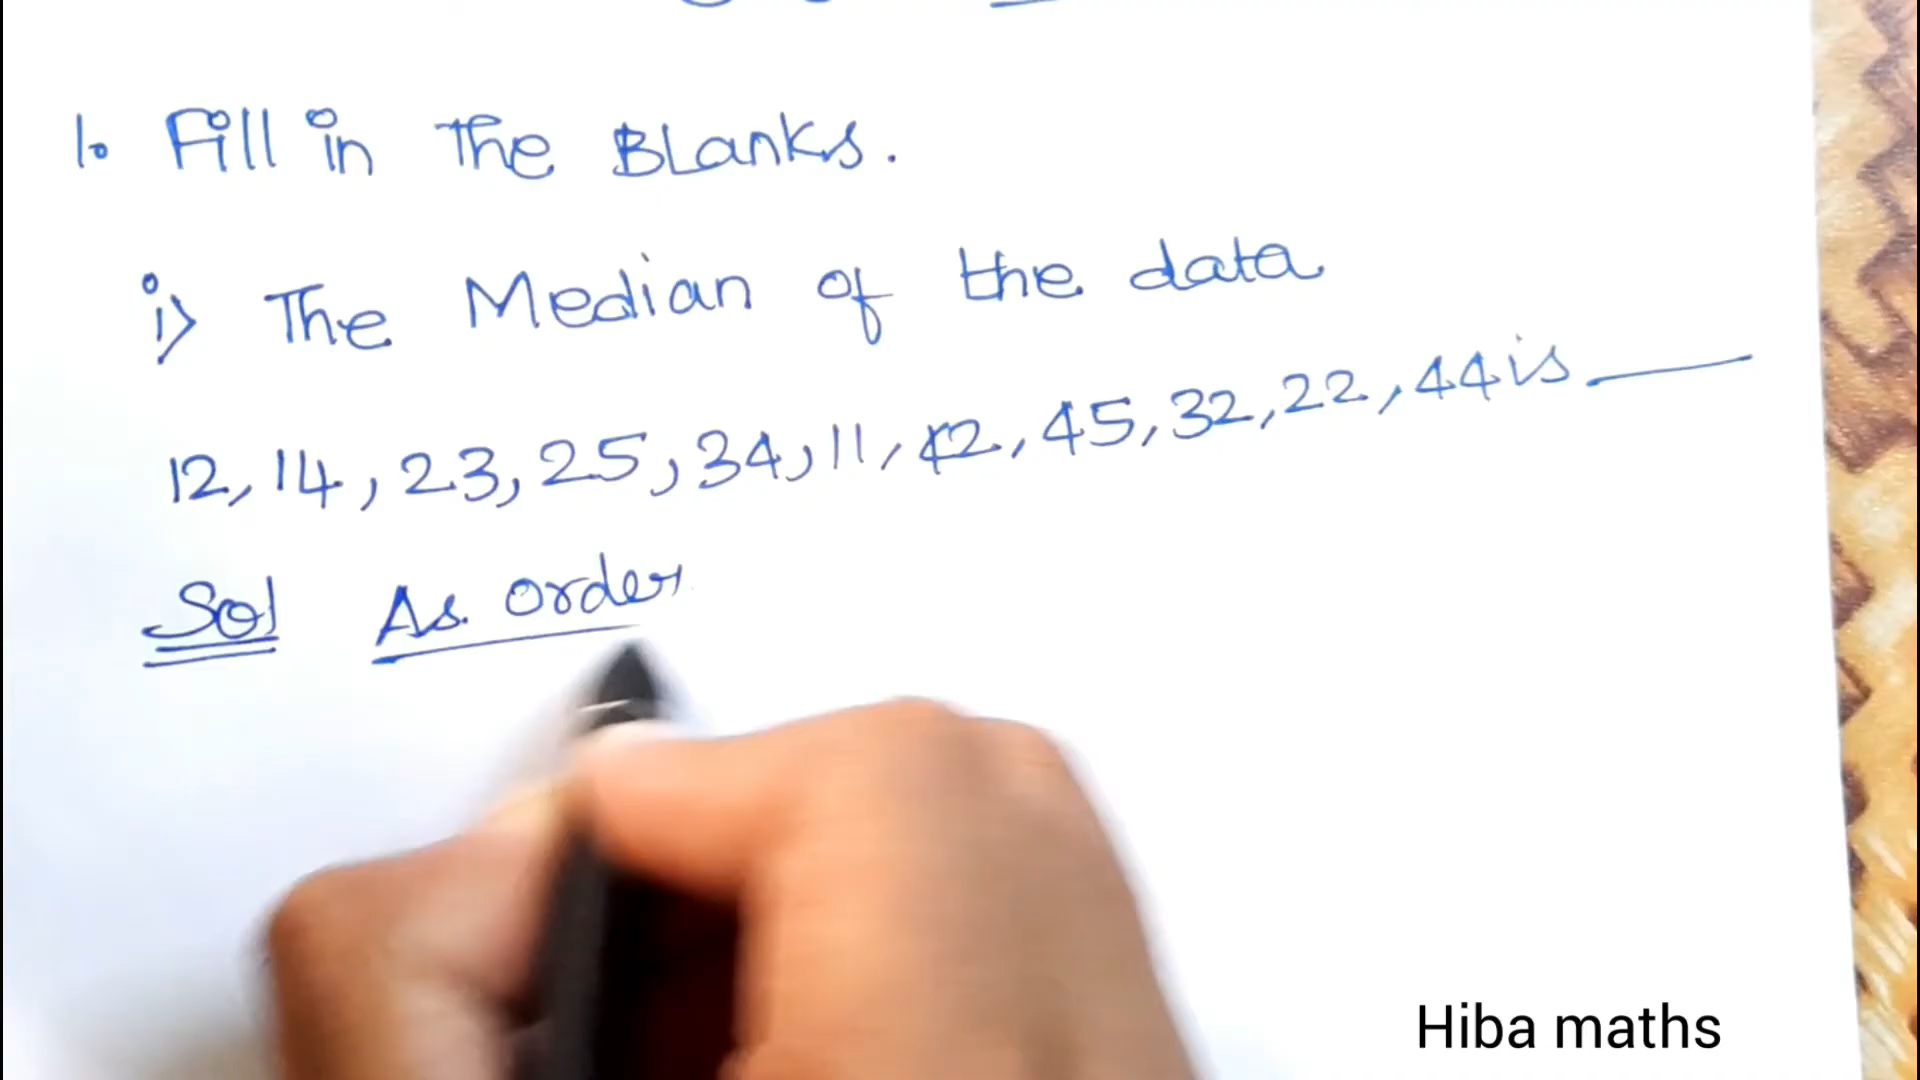 1. Fill in The BLanks.
i) The Median of the data
12, 14, 23, 25, 34, 11, 42, 45, 32, 22, 44 is ____
Sol As order
Hiba maths